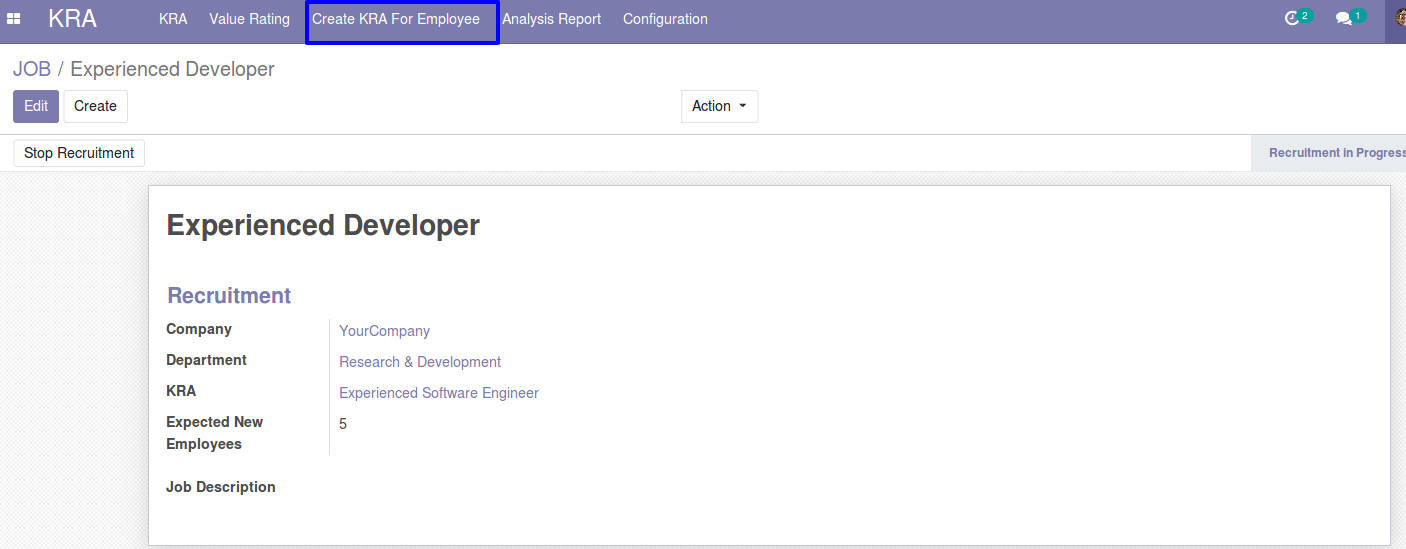 KRA KRA Value Rating Create KRA For Employee Analysis Report Configuration 2 1
JOB / Experienced Developer
Edit Create Action
Stop Recruitment Recruitment in Progress
Experienced Developer
Recruitment
Company YourCompany
Department Research & Development
KRA Experienced Software Engineer
Expected New 5
Employees
Job Description